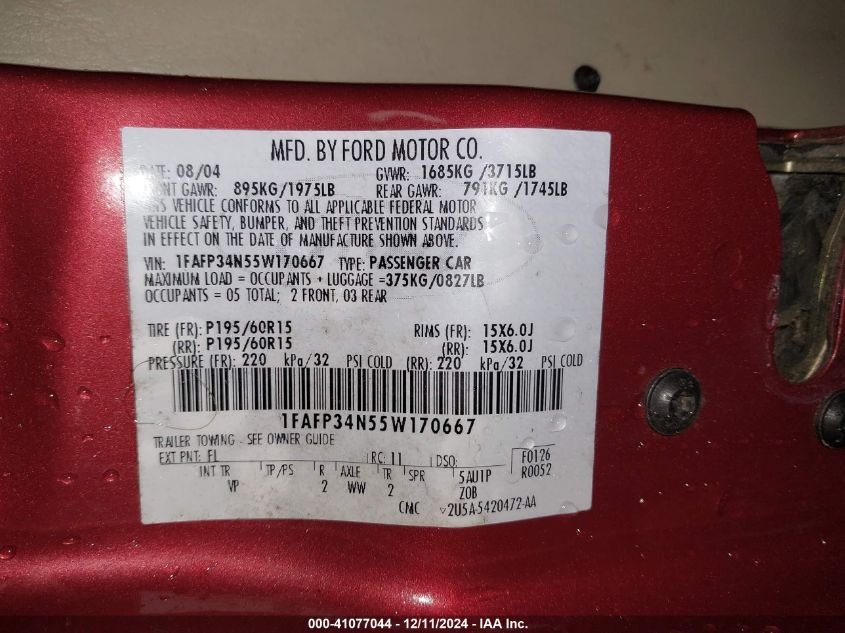 MFD. BY FORD MOTOR CO.
DATE: 08/04 GVWR: 1685KG /3715LB
FRONT GAWR: 895KG/1975LB REAR GAWR: 791KG /1745LB
THIS VEHICLE CONFORMS TO ALL APPLICABLE FEDERAL MOTOR
VEHICLE SAFETY, BUMPER, AND THEFT PREVENTION STANDARDS
IN EFFECT ON THE DATE OF MANUFACTURE SHOWN ABOVE.
VIN: 1FAFP34N55W170667 TYPE: PASSENGER CAR
MAXIMUM LOAD = OCCUPANTS + LUGGAGE =375KG/0827LB
OCCUPANTS = 05 TOTAL; 2 FRONT, 03 REAR
TIRE (FR): P195/60R15 RIMS (FR): 15X6.0J
(RR): P195/60R15 (RR): 15X6.0J
PRESSURE (FR): 220 kPa/32 PSI COLD (RR): 220 kPa/32 PSI COLD
1FAFP34N55W170667
TRAILER TOWING - SEE OWNER GUIDE
EXT PNT: FL RC: 11 DSO: F0126
INT TR TP/PS R AXLE TR SPR 5AU1P R0052
VP 2 WW 2 Z0B
CMC 2U5A-5420472-AA
000-41077044 - 12/11/2024 - IAA Inc.